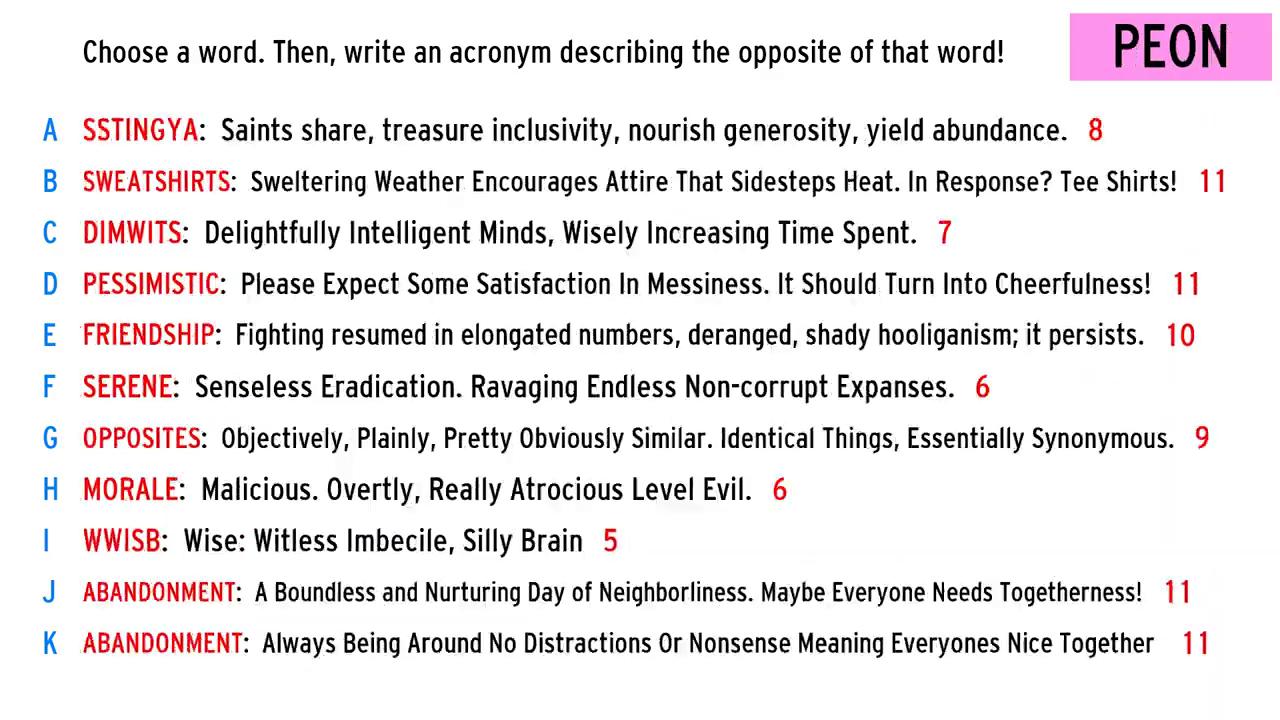 Choose a word. Then, write an acronym describing the opposite of that word!
PEON
A SSTINGYA: Saints share, treasure inclusivity, nourish generosity, yield abundance. 8
B SWEATSHIRTS: Sweltering Weather Encourages Attire That Sidesteps Heat. In Response? Tee Shirts! 11
C DIMWITS: Delightfully Intelligent Minds, Wisely Increasing Time Spent. 7
D PESSIMISTIC: Please Expect Some Satisfaction In Messiness. It Should Turn Into Cheerfulness! 11
E FRIENDSHIP: Fighting resumed in elongated numbers, deranged, shady hooliganism; it persists. 10
F SERENE: Senseless Eradication. Ravaging Endless Non-corrupt Expanses. 6
G OPPOSITES: Objectively, Plainly, Pretty Obviously Similar. Identical Things, Essentially Synonymous. 9
H MORALE: Malicious. Overtly, Really Atrocious Level Evil. 6
I WWISB: Wise: Witless Imbecile, Silly Brain 5
J ABANDONMENT: A Boundless and Nurturing Day of Neighborliness. Maybe Everyone Needs Togetherness! 11
K ABANDONMENT: Always Being Around No Distractions Or Nonsense Meaning Everyones Nice Together 11